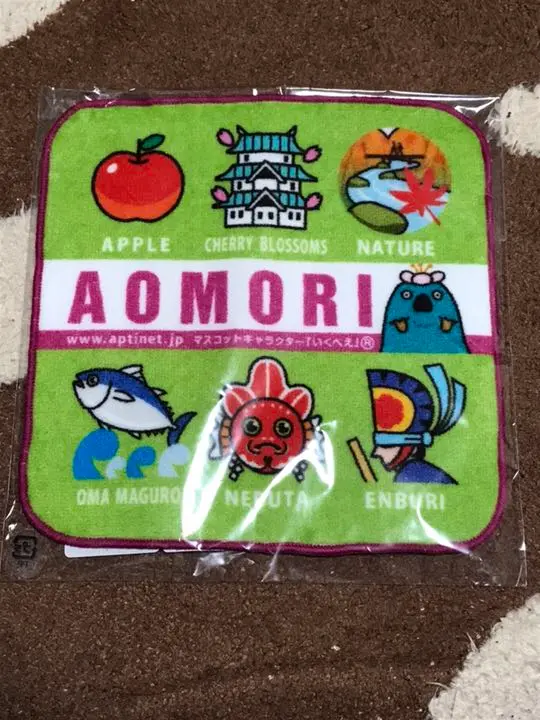 APPLE
CHERRY BLOSSOMS
NATURE
AOMORI
www.aptinet.jp マスコットキャラクター「いくべえ」®
OMA MAGURO
NEBUTA
ENBURI